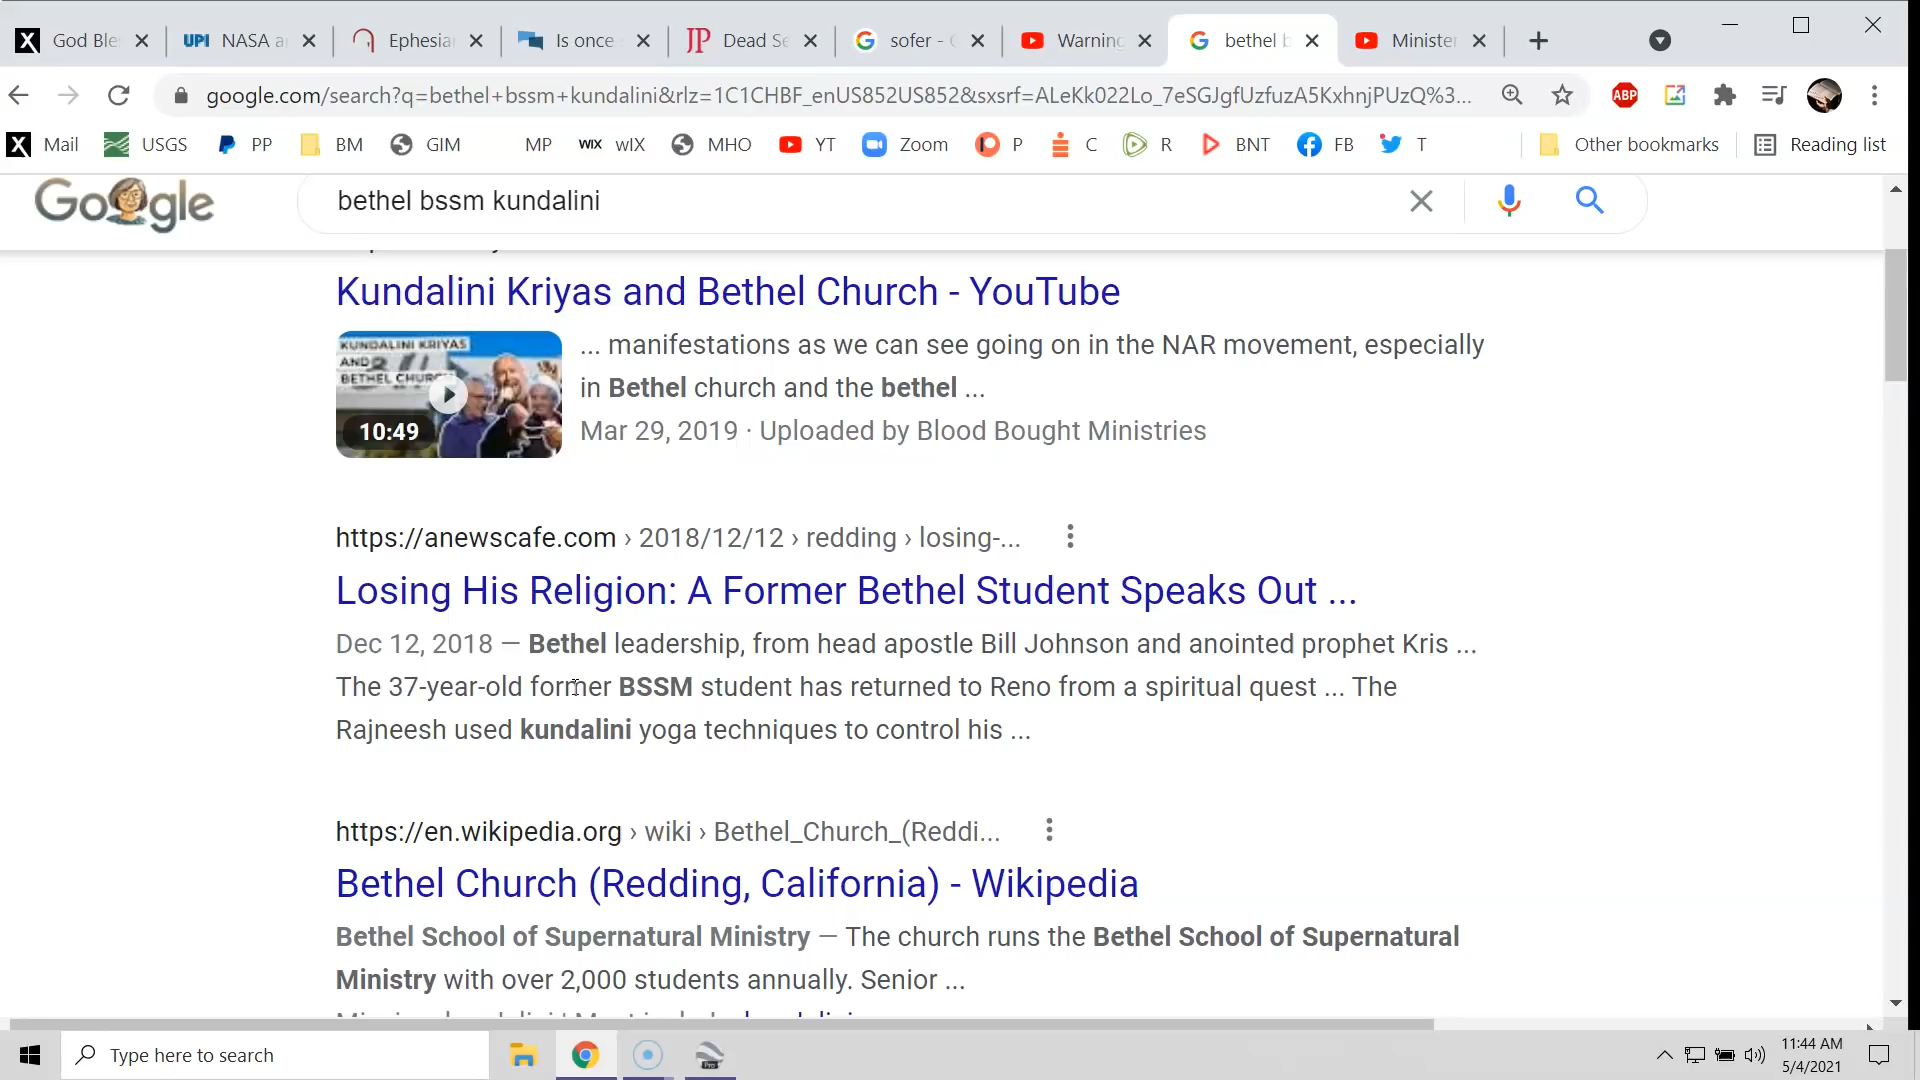 God Ble
UPI NASA a
Ephesia
Is once
JP Dead Se
sofer -
Warning
bethel b
Ministe
google.com/search?q=bethel+bssm+kundalini&rlz=1C1CHBF_enUS852US852&sxsrf=ALeKk022Lo_7eSGJgfUzfuzA5KxhnjPUzQ%3...
ABP
X Mail USGS PP BM GIM MP WIX wIX MHO YT Zoom P C R BNT FB T Other bookmarks Reading list
Google
bethel bssm kundalini
Kundalini Kriyas and Bethel Church - YouTube
KUNDALINI KRIYAS
AND
BETHEL CHURCH
10:49
... manifestations as we can see going on in the NAR movement, especially
in Bethel church and the bethel ...
Mar 29, 2019 · Uploaded by Blood Bought Ministries
https://anewscafe.com › 2018/12/12 › redding › losing-...
Losing His Religion: A Former Bethel Student Speaks Out ...
Dec 12, 2018 — Bethel leadership, from head apostle Bill Johnson and anointed prophet Kris ...
The 37-year-old former BSSM student has returned to Reno from a spiritual quest ... The
Rajneesh used kundalini yoga techniques to control his ...
https://en.wikipedia.org › wiki › Bethel_Church_(Reddi...
Bethel Church (Redding, California) - Wikipedia
Bethel School of Supernatural Ministry — The church runs the Bethel School of Supernatural
Ministry with over 2,000 students annually. Senior ...
Type here to search
11:44 AM
5/4/2021